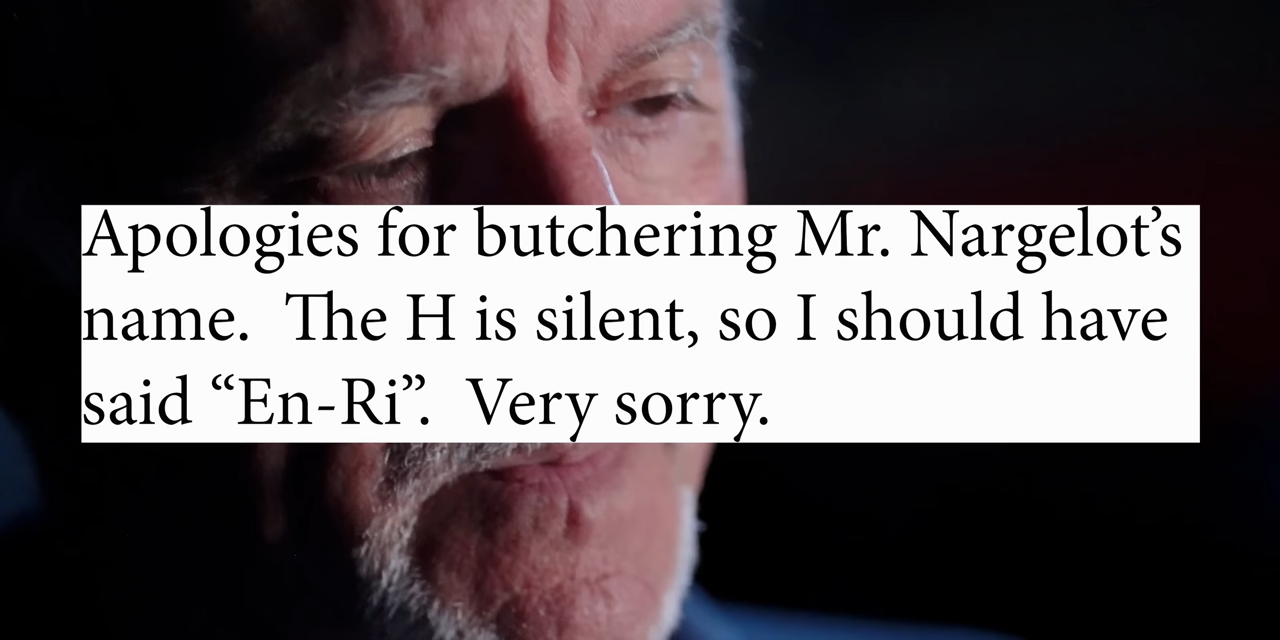 Apologies for butchering Mr. Nargelot’s
name.  The H is silent, so I should have
said “En-Ri”.  Very sorry.